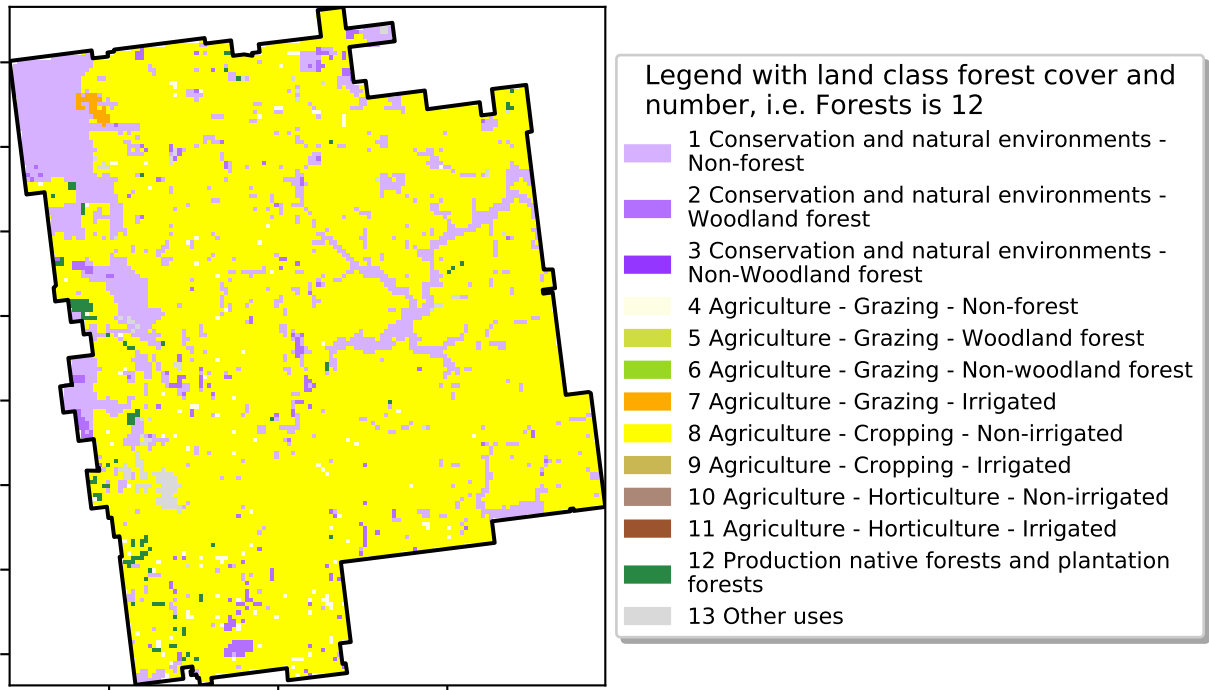 Legend with land class forest cover and
number, i.e. Forests is 12
1 Conservation and natural environments -
Non-forest
2 Conservation and natural environments -
Woodland forest
3 Conservation and natural environments -
Non-Woodland forest
4 Agriculture - Grazing - Non-forest
5 Agriculture - Grazing - Woodland forest
6 Agriculture - Grazing - Non-woodland forest
7 Agriculture - Grazing - Irrigated
8 Agriculture - Cropping - Non-irrigated
9 Agriculture - Cropping - Irrigated
10 Agriculture - Horticulture - Non-irrigated
11 Agriculture - Horticulture - Irrigated
12 Production native forests and plantation
forests
13 Other uses